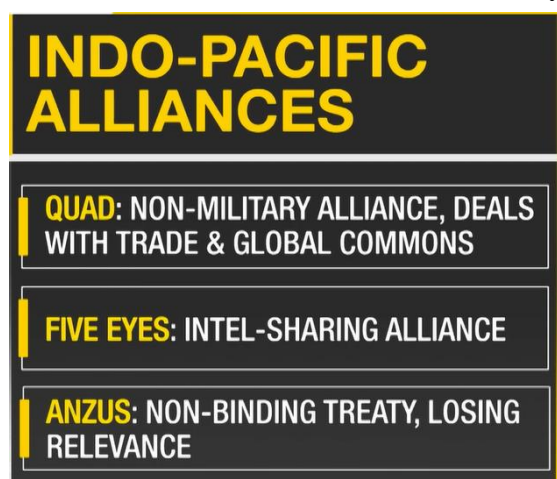 INDO-PACIFIC
ALLIANCES
QUAD: NON-MILITARY ALLIANCE, DEALS
WITH TRADE & GLOBAL COMMONS
FIVE EYES: INTEL-SHARING ALLIANCE
ANZUS: NON-BINDING TREATY, LOSING
RELEVANCE